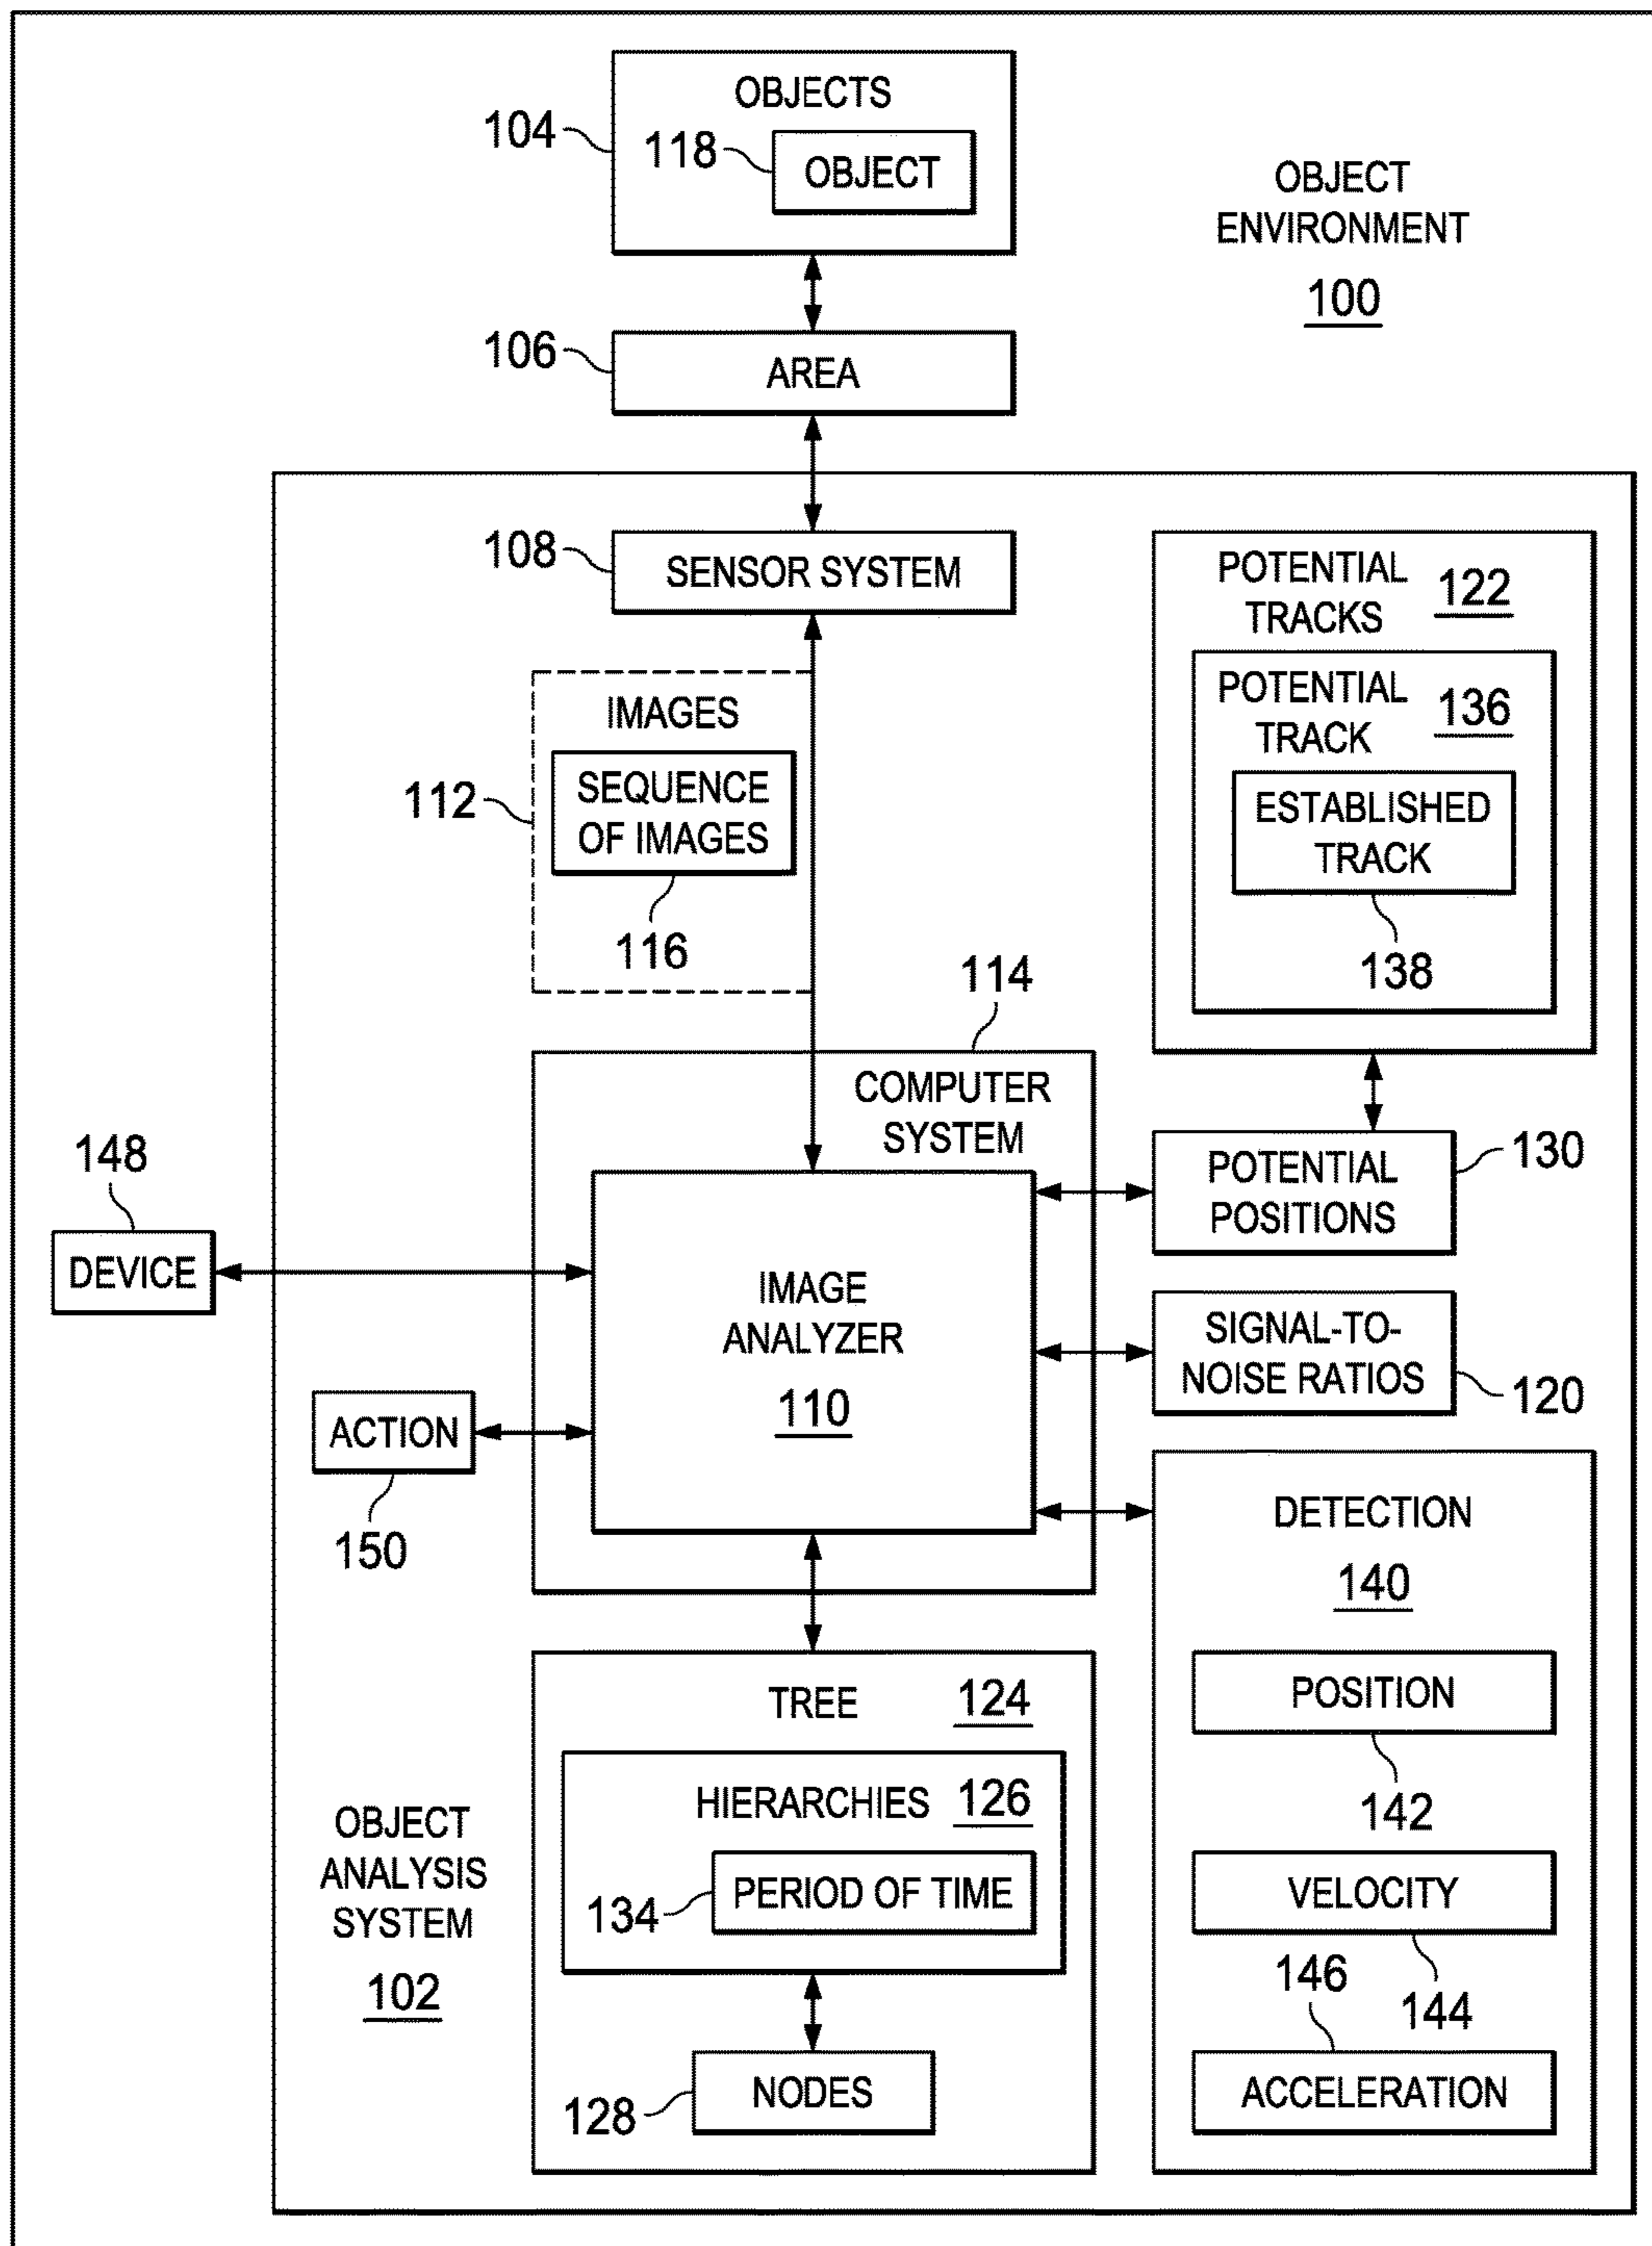 OBJECTS
104
118
OBJECT
OBJECT
ENVIRONMENT
100
106
AREA
108
SENSOR SYSTEM
POTENTIAL
TRACKS
122
IMAGES
POTENTIAL
TRACK
136
112
SEQUENCE
OF IMAGES
ESTABLISHED
TRACK
116
138
114
COMPUTER
SYSTEM
148
POTENTIAL
POSITIONS
130
DEVICE
IMAGE
ANALYZER
110
SIGNAL-TO-
NOISE RATIOS
120
ACTION
150
DETECTION
140
TREE
124
POSITION
142
HIERARCHIES
126
OBJECT
ANALYSIS
SYSTEM
102
134
PERIOD OF TIME
VELOCITY
144
146
128
NODES
ACCELERATION